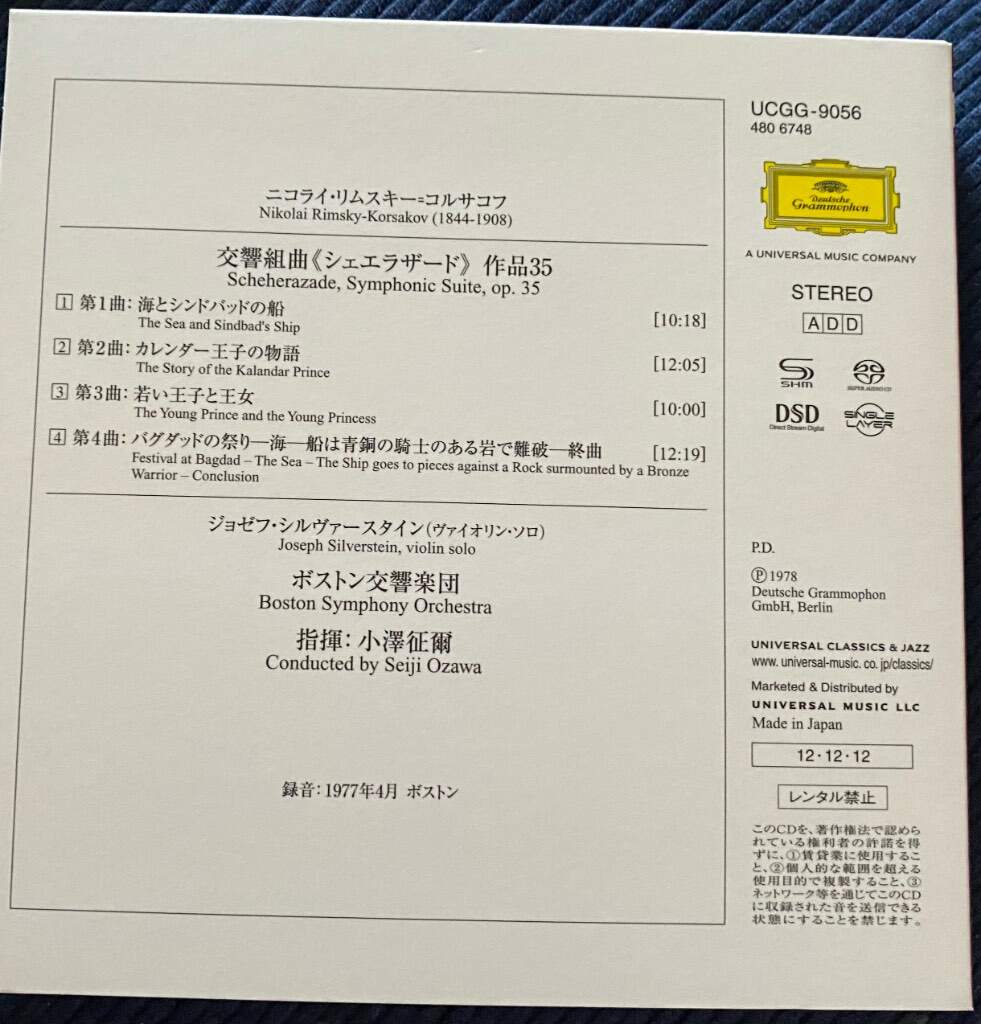 ニコライ・リムスキー=コルサコフ
Nikolai Rimsky-Korsakov (1844-1908)
交響組曲《シェエラザード》 作品35
Scheherazade, Symphonic Suite, op. 35
1 第1曲: 海とシンドバッドの船 [10:18]
The Sea and Sindbad's Ship
2 第2曲: カレンダー王子の物語 [12:05]
The Story of the Kalandar Prince
3 第3曲: 若い王子と王女 [10:00]
The Young Prince and the Young Princess
4 第4曲: バグダッドの祭り―海―船は青銅の騎士のある岩で難破―終曲 [12:19]
Festival at Bagdad – The Sea – The Ship goes to pieces against a Rock surmounted by a Bronze
Warrior – Conclusion
ジョゼフ・シルヴァースタイン(ヴァイオリン・ソロ)
Joseph Silverstein, violin solo
ボストン交響楽団
Boston Symphony Orchestra
指揮: 小澤征爾
Conducted by Seiji Ozawa
録音: 1977年4月 ボストン
UCGG-9056
480 6748
Deutsche
Grammophon
A UNIVERSAL MUSIC COMPANY
STEREO
ADD
SHM
SUPER AUDIO CD
DSD
Direct Stream Digital
SINGLE
LAYER
P.D.
Ⓟ 1978
Deutsche Grammophon
GmbH, Berlin
UNIVERSAL CLASSICS & JAZZ
www. universal-music. co. jp/classics/
Marketed & Distributed by
UNIVERSAL MUSIC LLC
Made in Japan
12・12・12
レンタル禁止
このCDを、著作権法で認めら
れている権利者の許諾を得
ずに、①賃貸業に使用するこ
と、②個人的な範囲を超える
使用目的で複製すること、③
ネットワーク等を通じてこのCD
に収録された音を送信できる
状態にすることを禁じます。